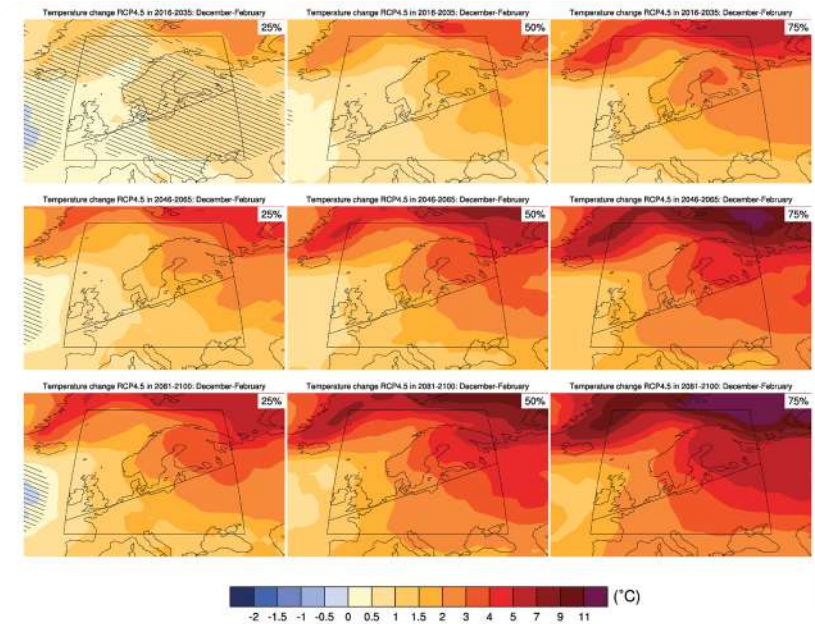 Temperature change RCP4.5 in 2016-2035: December-February
25%
Temperature change RCP4.5 in 2016-2035: December-February
50%
Temperature change RCP4.5 in 2016-2035: December-February
75%
Temperature change RCP4.5 in 2046-2065: December-February
25%
Temperature change RCP4.5 in 2046-2065: December-February
50%
Temperature change RCP4.5 in 2046-2065: December-February
75%
Temperature change RCP4.5 in 2081-2100: December-February
25%
Temperature change RCP4.5 in 2081-2100: December-February
50%
Temperature change RCP4.5 in 2081-2100: December-February
75%
(°C)
-2 -1.5 -1 -0.5 0 0.5 1 1.5 2 3 4 5 7 9 11